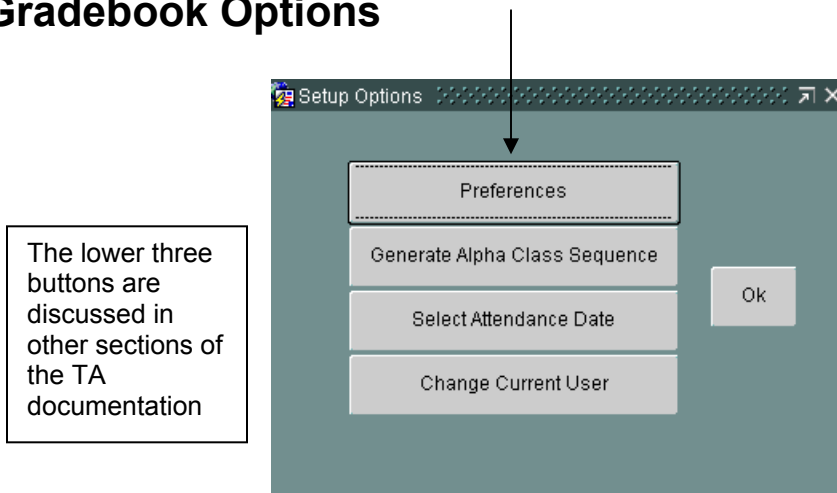 Gradebook Options
Setup Options
Preferences
Generate Alpha Class Sequence
Select Attendance Date
Change Current User
Ok
The lower three
buttons are
discussed in
other sections of
the TA
documentation